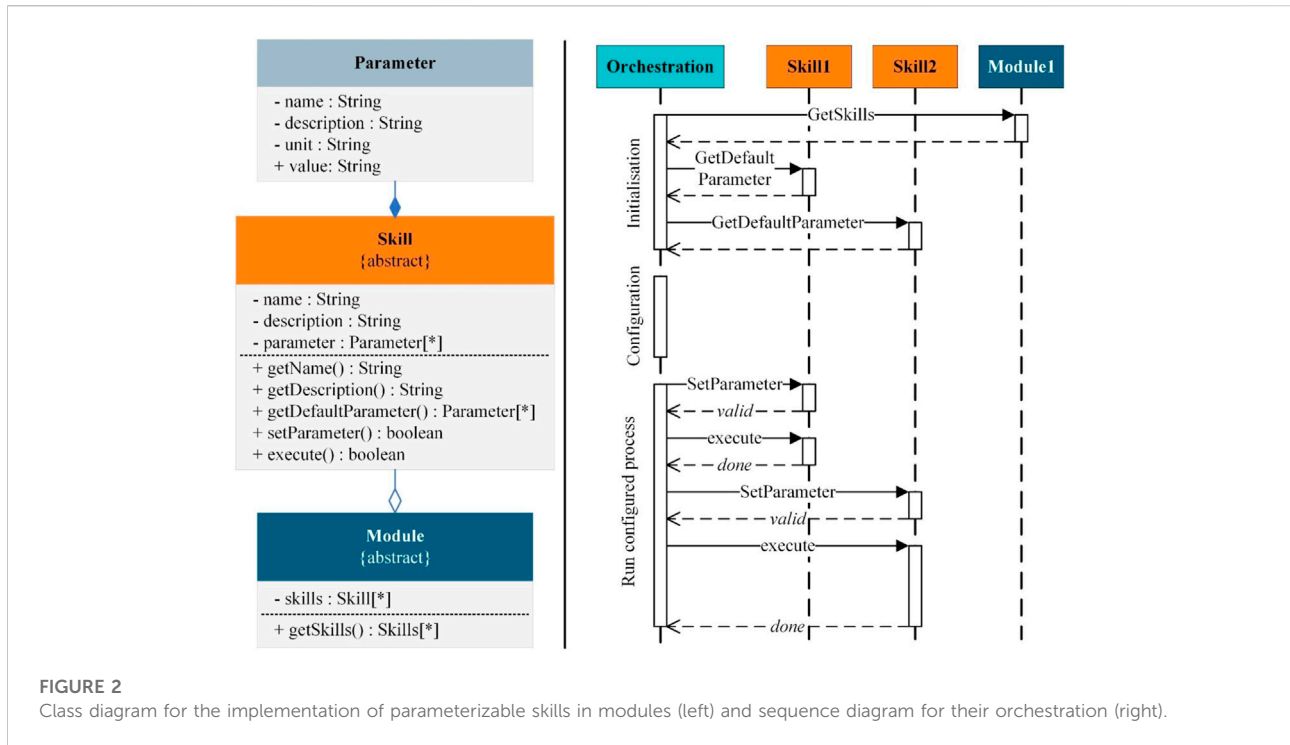 Parameter
- name : String
- description : String
- unit : String
+ value: String
Skill
{abstract}
- name : String
- description : String
- parameter : Parameter[*]
+ getName() : String
+ getDescription() : String
+ getDefaultParameter() : Parameter[*]
+ setParameter() : boolean
+ execute() : boolean
Module
{abstract}
- skills : Skill[*]
+ getSkills() : Skills[*]
Orchestration
Skill1
Skill2
Module1
Initialisation
GetSkills
GetDefault
Parameter
GetDefaultParameter
Configuration
Run configured process
SetParameter
valid
execute
done
SetParameter
valid
execute
done
FIGURE 2
Class diagram for the implementation of parameterizable skills in modules (left) and sequence diagram for their orchestration (right).